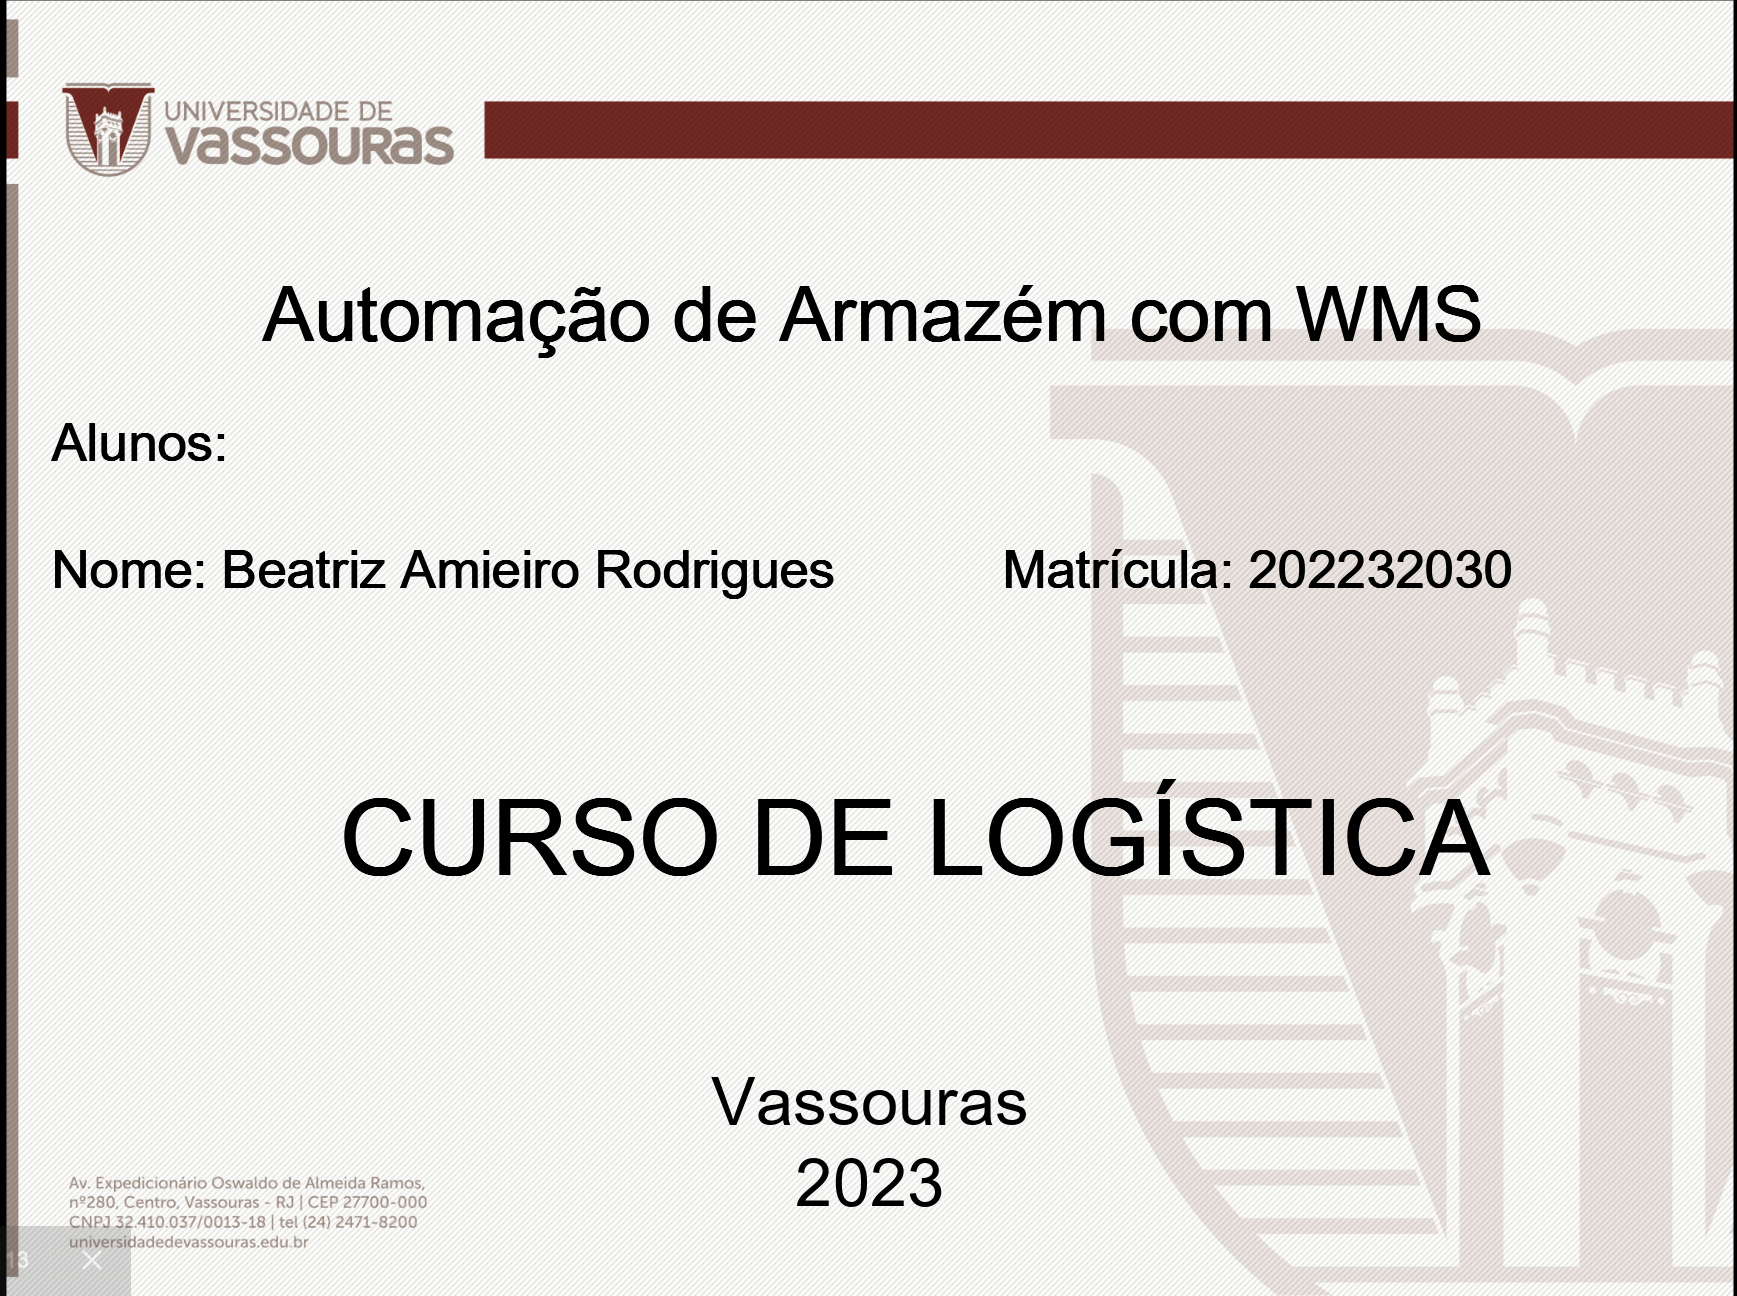 UNIVERSIDADE DE
VASSOURAS
Automação de Armazém com WMS
Alunos:
Nome: Beatriz Amieiro Rodrigues Matrícula: 202232030
CURSO DE LOGÍSTICA
Vassouras
2023
Av. Expedicionário Oswaldo de Almeida Ramos,
nº280, Centro, Vassouras - RJ | CEP 27700-000
CNPJ 32.410.037/0013-18 | tel (24) 2471-8200
universidadedevassouras.edu.br
13